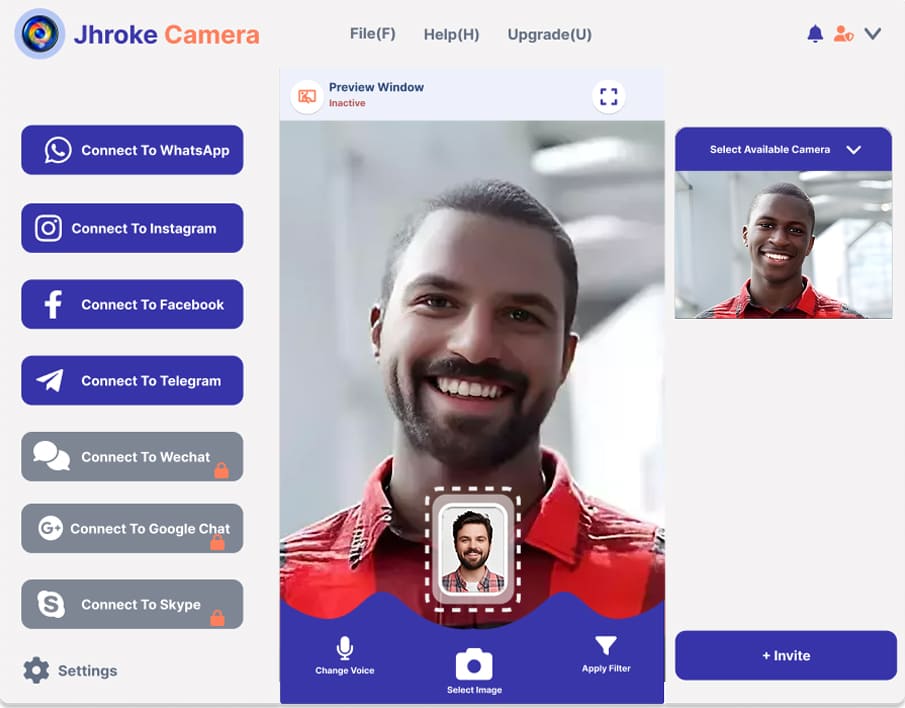 Jhroke Camera
File(F)
Help(H)
Upgrade(U)
Preview Window
Inactive
Connect To WhatsApp
Connect To Instagram
Connect To Facebook
Connect To Telegram
Connect To Wechat
G+
Connect To Google Chat
S
Connect To Skype
Settings
Change Voice
Select Image
Apply Filter
Select Available Camera
+ Invite